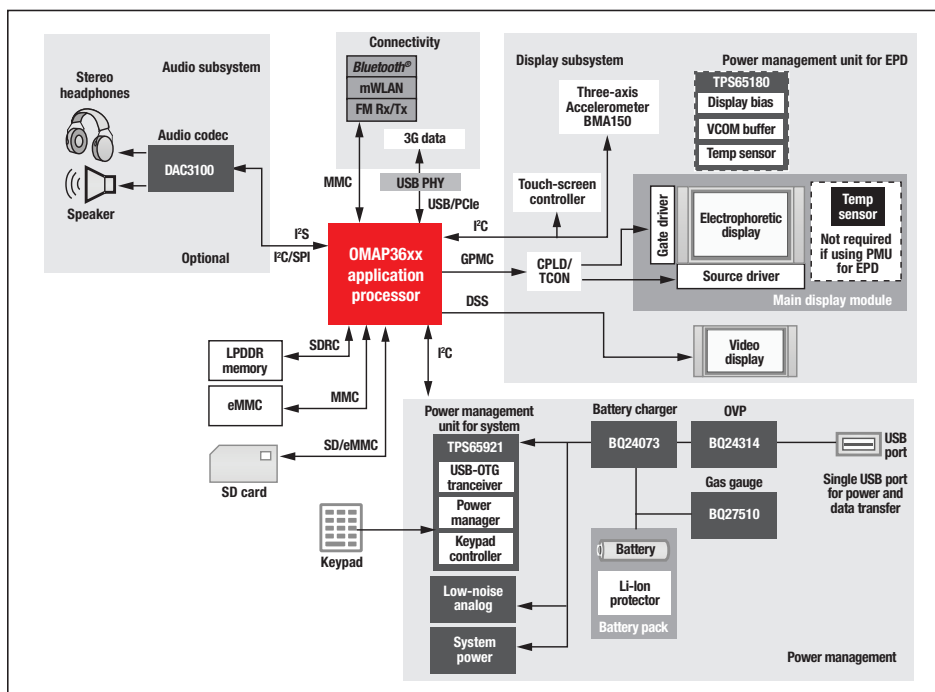 Audio subsystem
Stereo
headphones
Audio codec
DAC3100
Speaker
I²S
I²C/SPI
Optional
Connectivity
Bluetooth®
mWLAN
FM Rx/Tx
3G data
MMC
USB PHY
USB/PCIe
OMAP36xx
application
processor
Display subsystem
Power management unit for EPD
TPS65180
Display bias
VCOM buffer
Temp sensor
Three-axis
Accelerometer
BMA150
Touch-screen
controller
I²C
GPMC
CPLD/
TCON
DSS
Gate driver
Electrophoretic
display
Source driver
Temp
sensor
Not required
if using PMU
for EPD
Main display module
Video
display
LPDDR
memory
SDRC
eMMC
MMC
SD card
SD/eMMC
I²C
Keypad
Power management
unit for system
TPS65921
USB-OTG
tranceiver
Power
manager
Keypad
controller
Low-noise
analog
System
power
Battery charger
BQ24073
OVP
BQ24314
USB
port
Single USB port
for power and
data transfer
Gas gauge
BQ27510
Battery
Li-Ion
protector
Battery pack
Power management